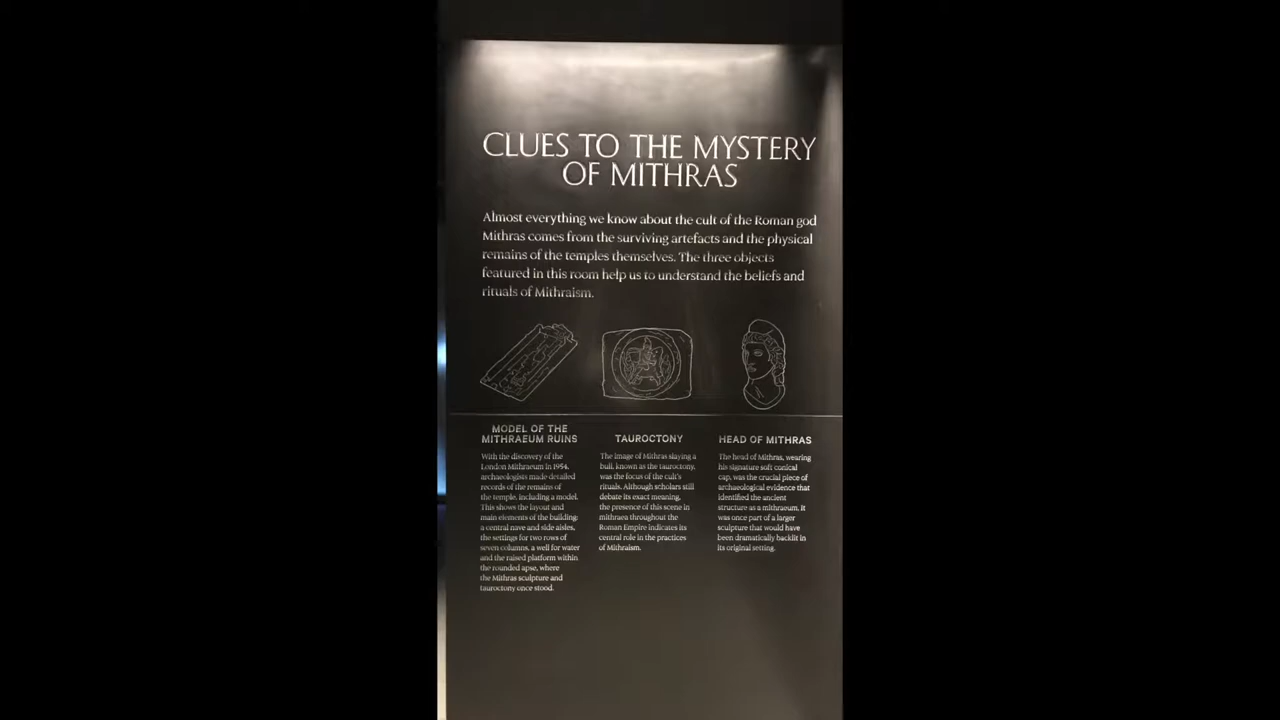 CLUES TO THE MYSTERY
OF MITHRAS
Almost everything we know about the cult of the Roman god
Mithras comes from the surviving artefacts and the physical
remains of the temples themselves. The three objects
featured in this room help us to understand the beliefs and
rituals of Mithraism.
MODEL OF THE
MITHRAEUM RUINS
With the discovery of the
London Mithraeum in 1954,
archaeologists made detailed
records of the remains of
the temple, including a model.
This shows the layout and
main elements of the building:
a central nave and side aisles,
the settings for two rows of
seven columns, a well for water
and the raised platform within
the rounded apse, where
the Mithras sculpture and
tauroctony once stood.
TAUROCTONY
The image of Mithras slaying a
bull, known as the tauroctony,
was the focus of the cult's
rituals. Although scholars still
debate its exact meaning,
the presence of this scene in
mithraea throughout the
Roman Empire indicates its
central role in the practices
of Mithraism.
HEAD OF MITHRAS
The head of Mithras, wearing
his signature soft conical
cap, was the crucial piece of
archaeological evidence that
identified the ancient
structure as a mithraeum. It
was once part of a larger
sculpture that would have
been dramatically backlit in
its original setting.